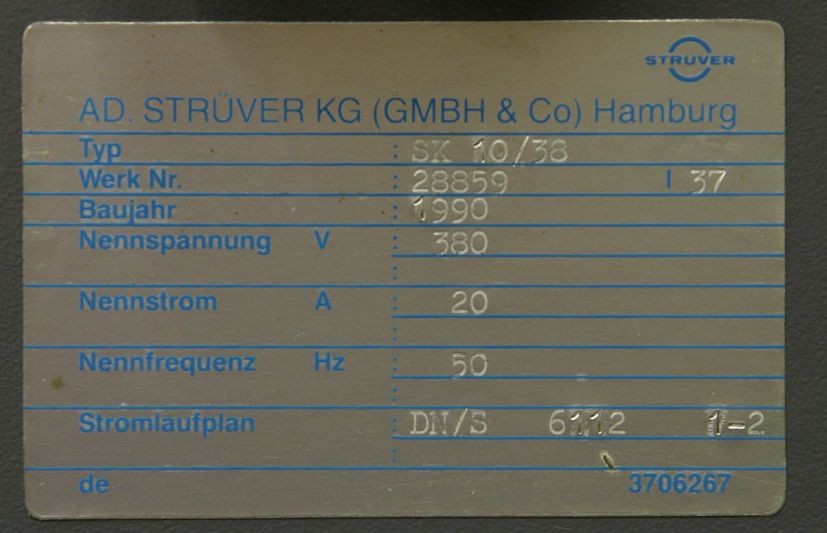 STRÜVER
AD. STRÜVER KG (GMBH & Co) Hamburg
Typ : SK 10/38
Werk Nr. : 28859 I 37
Baujahr : 1990
Nennspannung V : 380
:
Nennstrom A : 20
:
Nennfrequenz Hz : 50
:
Stromlaufplan : DN/S 6112 1-2
:
de 3706267